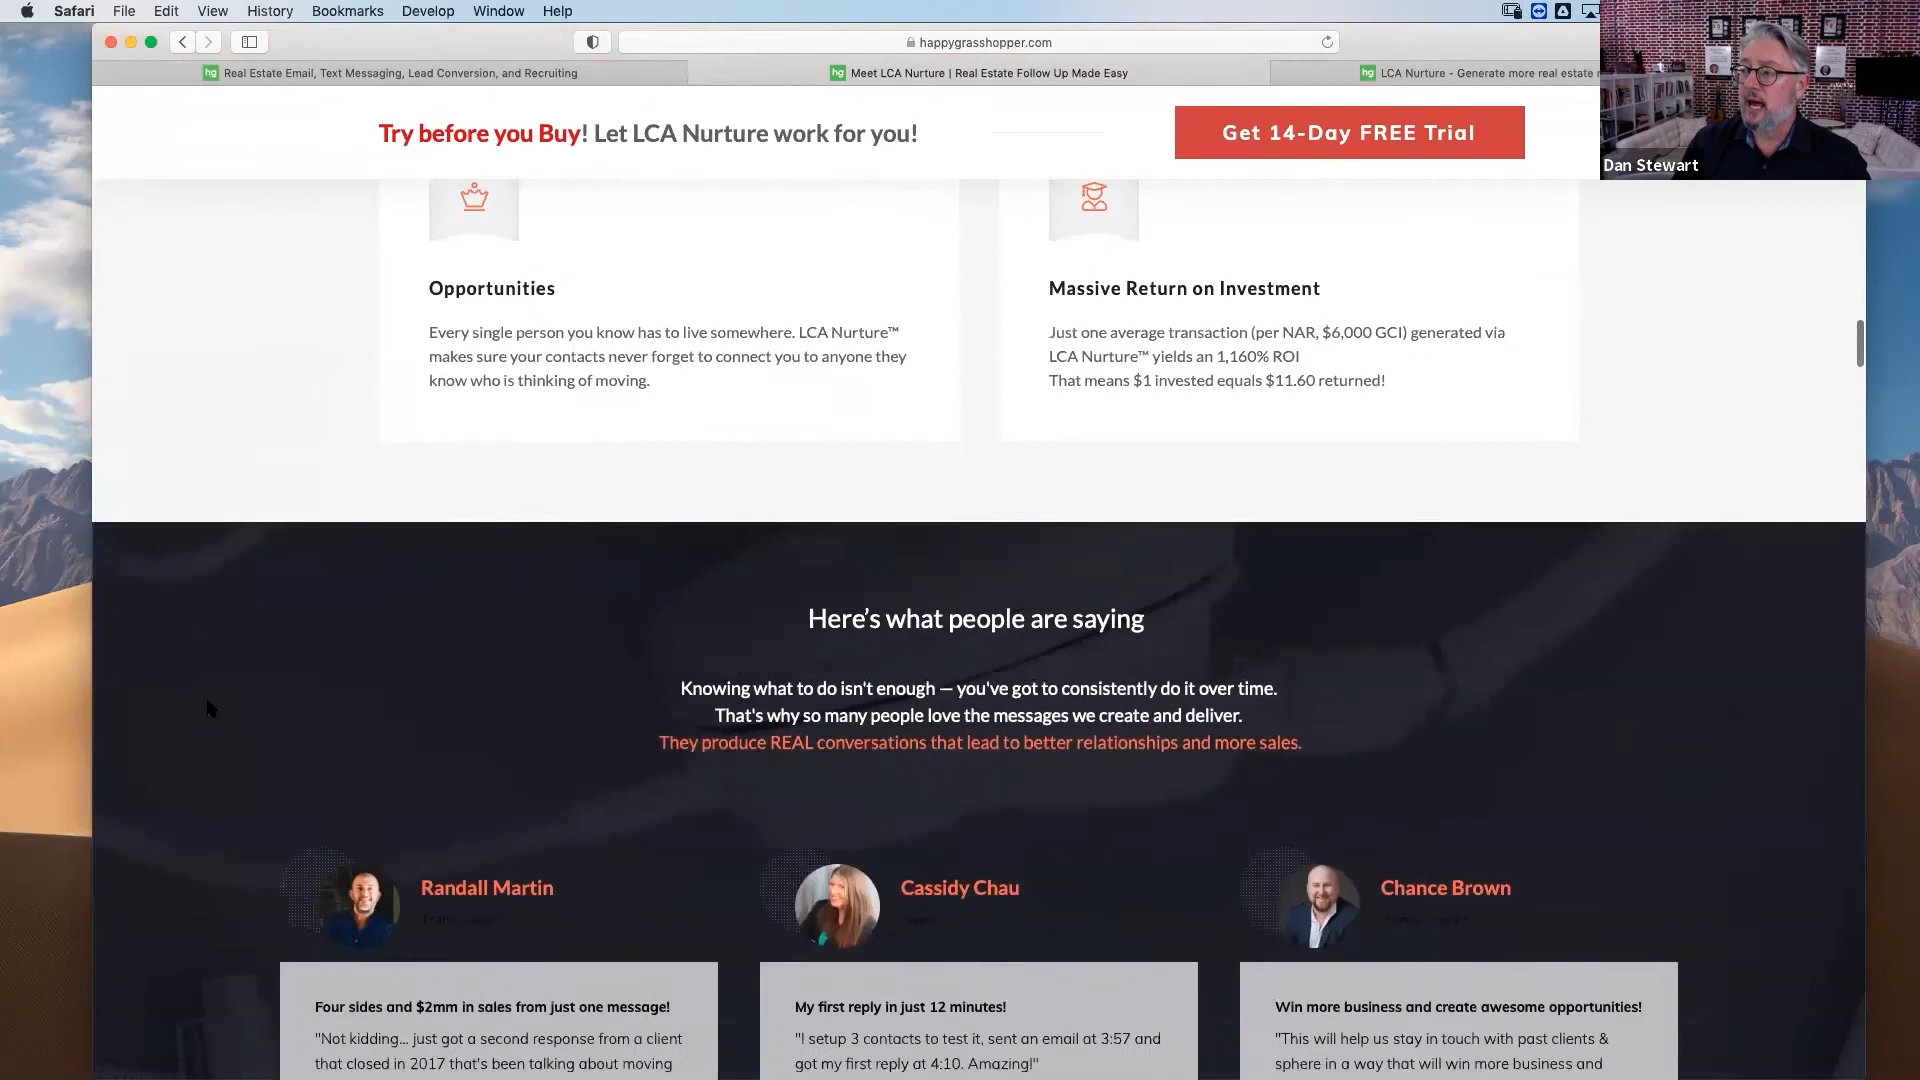 Safari File Edit View History Bookmarks Develop Window Help
happygrasshopper.com
hg Real Estate Email, Text Messaging, Lead Conversion, and Recruiting
hg Meet LCA Nurture | Real Estate Follow Up Made Easy
hg LCA Nurture - Generate more real estate
Dan Stewart
Try before you Buy! Let LCA Nurture work for you!
Get 14-Day FREE Trial
Opportunities
Every single person you know has to live somewhere. LCA Nurture™
makes sure your contacts never forget to connect you to anyone they
know who is thinking of moving.
Massive Return on Investment
Just one average transaction (per NAR, $6,000 GCI) generated via
LCA Nurture™ yields an 1,160% ROI
That means $1 invested equals $11.60 returned!
Here's what people are saying
Knowing what to do isn't enough — you've got to consistently do it over time.
That's why so many people love the messages we create and deliver.
They produce REAL conversations that lead to better relationships and more sales.
Randall Martin
Four sides and $2mm in sales from just one message!
"Not kidding... just got a second response from a client
that closed in 2017 that's been talking about moving
Cassidy Chau
My first reply in just 12 minutes!
"I setup 3 contacts to test it, sent an email at 3:57 and
got my first reply at 4:10. Amazing!"
Chance Brown
Win more business and create awesome opportunities!
"This will help us stay in touch with past clients &
sphere in a way that will win more business and